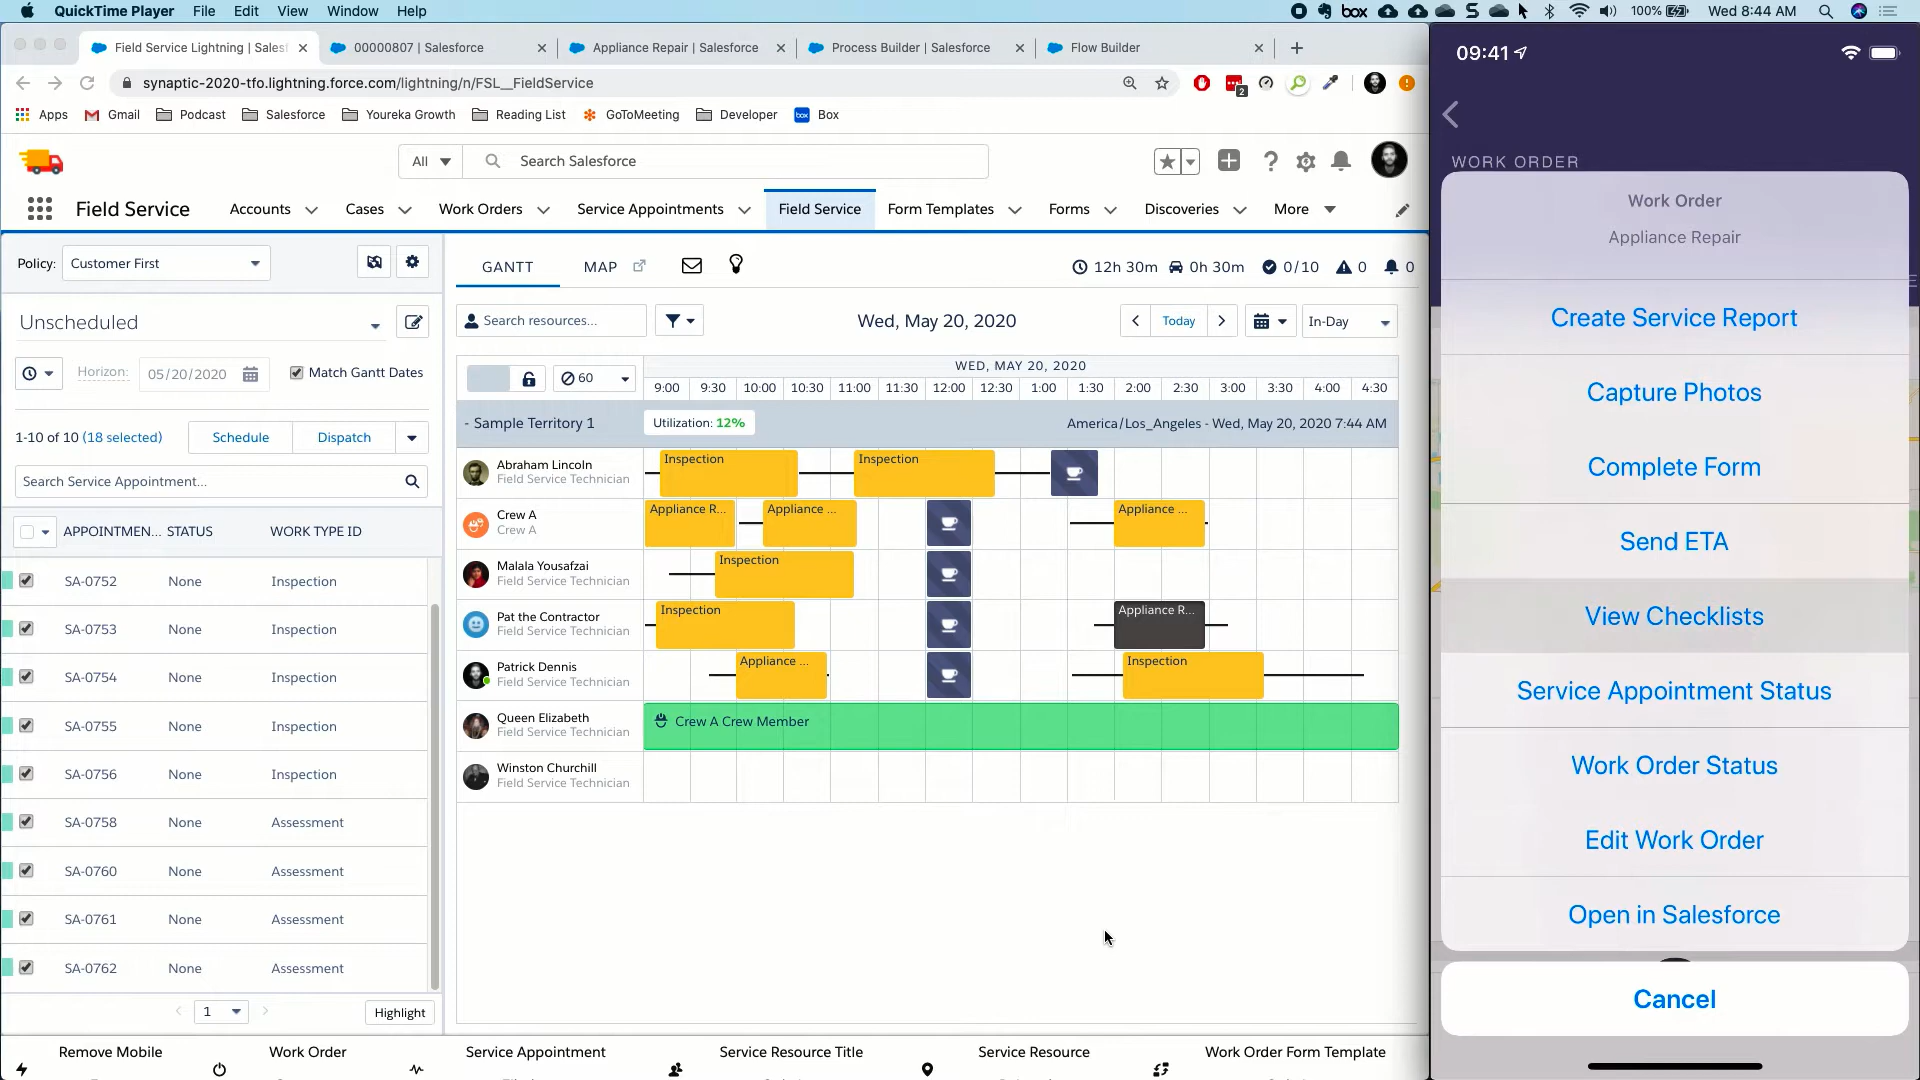 QuickTime Player File Edit View Window Help
box 100% Wed 8:44 AM
Field Service Lightning | Sales
00000807 | Salesforce
Appliance Repair | Salesforce
Process Builder | Salesforce
Flow Builder
synaptic-2020-tfo.lightning.force.com/lightning/n/FSL__FieldService
2
Apps Gmail Podcast Salesforce Youreka Growth Reading List GoToMeeting Developer Box
All Search Salesforce
Field Service Accounts Cases Work Orders Service Appointments Field Service Form Templates Forms Discoveries More
Policy: Customer First
Unscheduled
Horizon: 05/20/2020 Match Gantt Dates
1-10 of 10 (18 selected) Schedule Dispatch
Search Service Appointment...
APPOINTMEN... STATUS WORK TYPE ID
SA-0752 None Inspection
SA-0753 None Inspection
SA-0754 None Inspection
SA-0755 None Inspection
SA-0756 None Inspection
SA-0758 None Assessment
SA-0760 None Assessment
SA-0761 None Assessment
SA-0762 None Assessment
1 Highlight
GANTT MAP 12h 30m 0h 30m 0/10 0 0
Search resources... Wed, May 20, 2020 Today In-Day
60
WED, MAY 20, 2020
9:00 9:30 10:00 10:30 11:00 11:30 12:00 12:30 1:00 1:30 2:00 2:30 3:00 3:30 4:00 4:30
- Sample Territory 1 Utilization: 12% America/Los_Angeles - Wed, May 20, 2020 7:44 AM
Abraham Lincoln
Field Service Technician
Inspection Inspection
Crew A
Crew A
Appliance R... Appliance ... Appliance ...
Malala Yousafzai
Field Service Technician
Inspection
Pat the Contractor
Field Service Technician
Inspection Appliance R...
Patrick Dennis
Field Service Technician
Appliance ... Inspection
Queen Elizabeth
Field Service Technician
Crew A Crew Member
Winston Churchill
Field Service Technician
Remove Mobile Work Order Service Appointment Service Resource Title Service Resource Work Order Form Template
09:41
WORK ORDER
Work Order
Appliance Repair
Create Service Report
Capture Photos
Complete Form
Send ETA
View Checklists
Service Appointment Status
Work Order Status
Edit Work Order
Open in Salesforce
Cancel